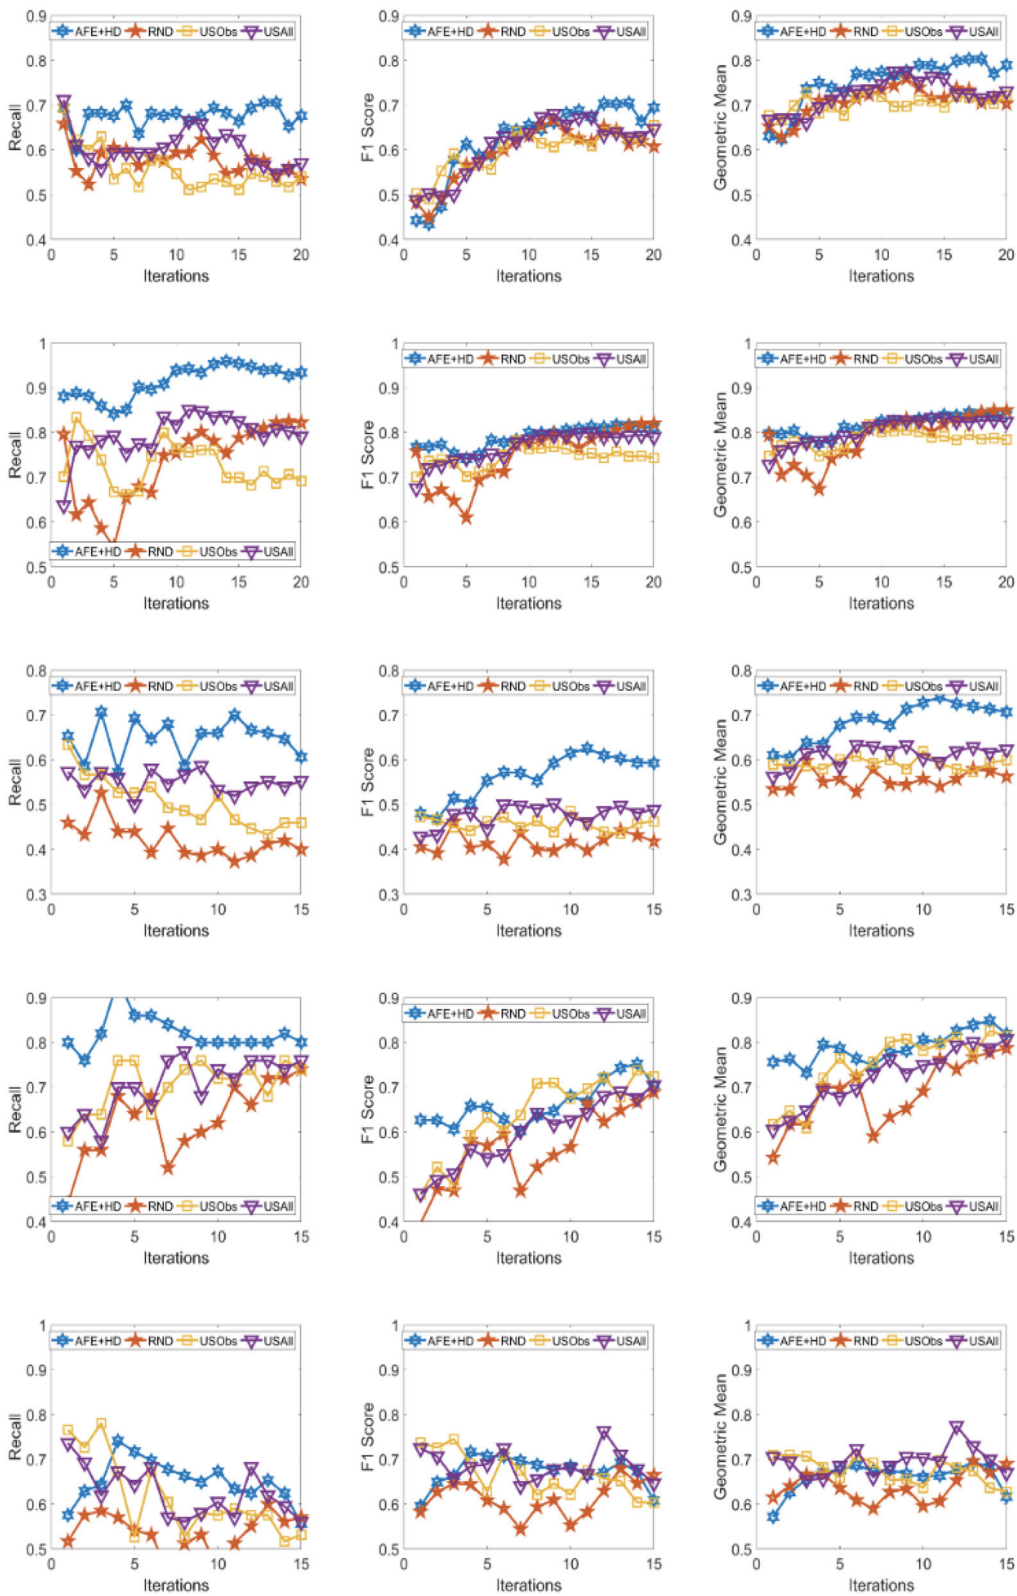 0.9 0.9 0.9
AFE+HD RND USObs USAll AFE+HD RND USObs USAll AFE+HD RND USObs USAll
0.8 0.8 0.8
0.7 0.7 0.7
0.6 0.6 0.6
0.5 0.5 0.5
0.4 0.4 0.4
Recall F1 Score Geometric Mean
0 5 10 15 20 0 5 10 15 20 0 5 10 15 20
Iterations Iterations Iterations
1 1 1
AFE+HD RND USObs USAll AFE+HD RND USObs USAll
0.9 0.9 0.9
0.8 0.8 0.8
0.7 0.7 0.7
0.6 0.6 0.6
AFE+HD RND USObs USAll
0.5 0.5 0.5
Recall F1 Score Geometric Mean
0 5 10 15 20 0 5 10 15 20 0 5 10 15 20
Iterations Iterations Iterations
0.8 0.8 0.8
AFE+HD RND USObs USAll AFE+HD RND USObs USAll AFE+HD RND USObs USAll
0.7 0.7 0.7
0.6 0.6 0.6
0.5 0.5 0.5
0.4 0.4 0.4
0.3 0.3 0.3
Recall F1 Score Geometric Mean
0 5 10 15 0 5 10 15 0 5 10 15
Iterations Iterations Iterations
0.9 0.9 0.9
AFE+HD RND USObs USAll
0.8 0.8 0.8
0.7 0.7 0.7
0.6 0.6 0.6
0.5 0.5 0.5
AFE+HD RND USObs USAll AFE+HD RND USObs USAll
0.4 0.4 0.4
Recall F1 Score Geometric Mean
0 5 10 15 0 5 10 15 0 5 10 15
Iterations Iterations Iterations
1 1 1
AFE+HD RND USObs USAll AFE+HD RND USObs USAll AFE+HD RND USObs USAll
0.9 0.9 0.9
0.8 0.8 0.8
0.7 0.7 0.7
0.6 0.6 0.6
0.5 0.5 0.5
Recall F1 Score Geometric Mean
0 5 10 15 0 5 10 15 0 5 10 15
Iterations Iterations Iterations